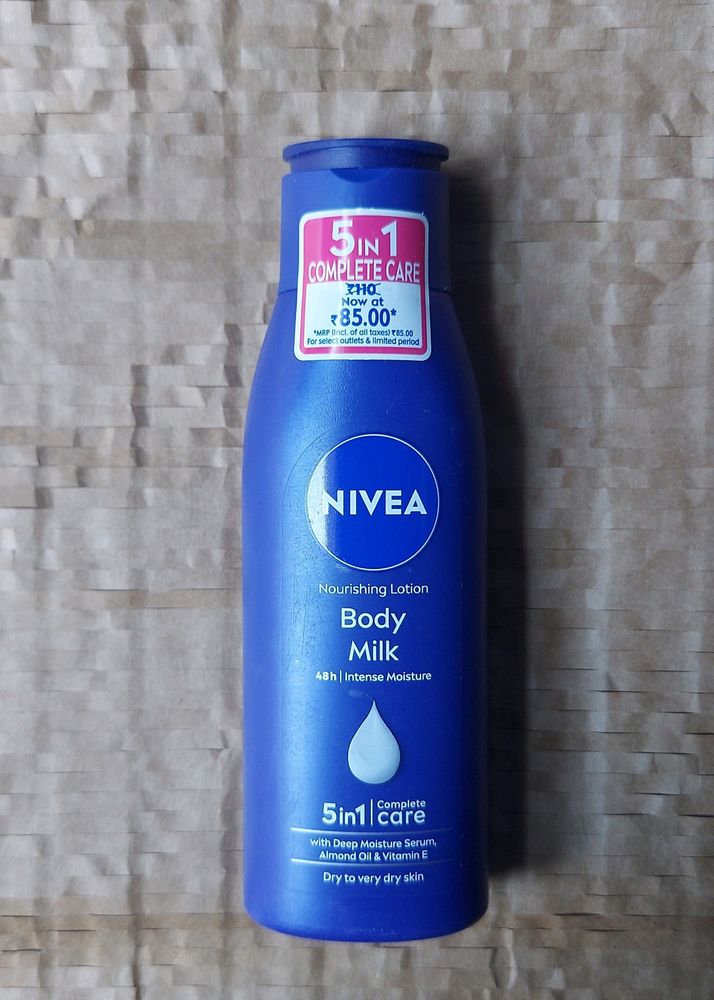 5 IN 1
COMPLETE CARE
₹110
Now at
₹85.00*
*MRP (Incl. of all taxes) ₹85.00
For select outlets & limited period
NIVEA
Nourishing Lotion
Body
Milk
48h | Intense Moisture
5in1 | Complete care
with Deep Moisture Serum,
Almond Oil & Vitamin E
Dry to very dry skin